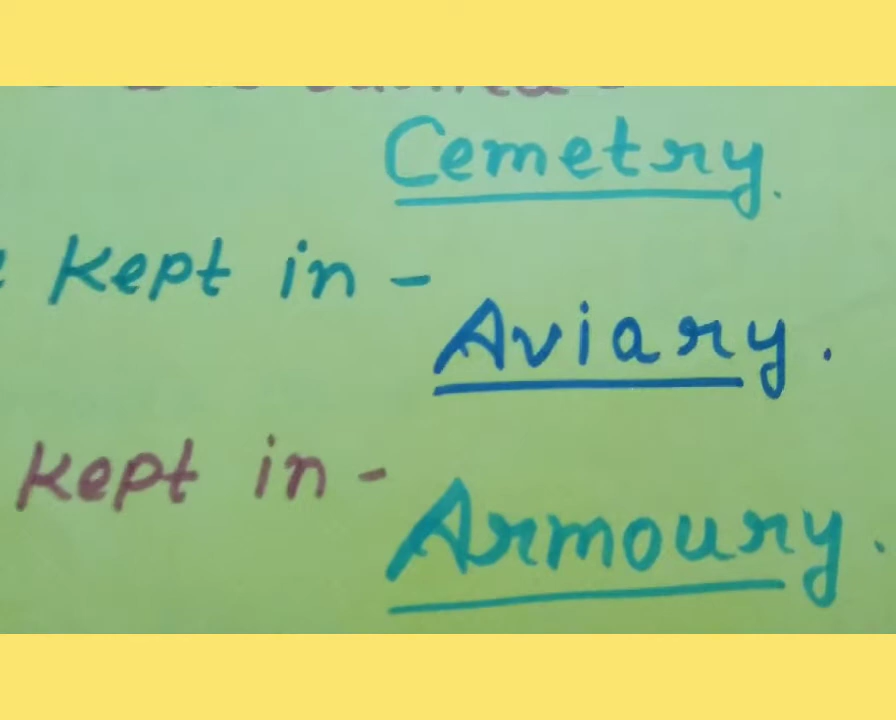 Cemetry.
kept in -
Aviary.
kept in -
Armoury.